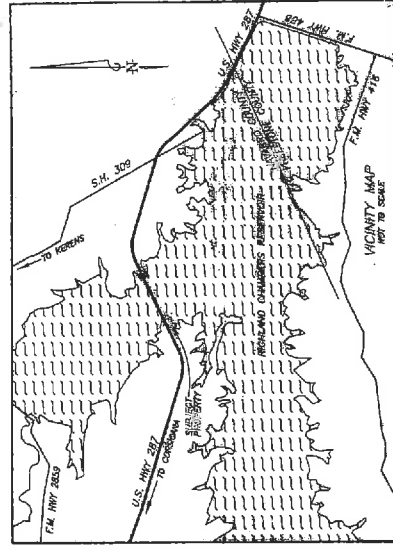 U.S. HWY 287
F.M. HWY 488
S.H. 309
TO KERENS
F.M. HWY 416
N
RICHLAND CHAMBERS RESERVOIR
VICINITY MAP
NOT TO SCALE
SUBJECT
PROPERTY
U.S. HWY 287
TO CORSICANA
F.M. HWY 2859